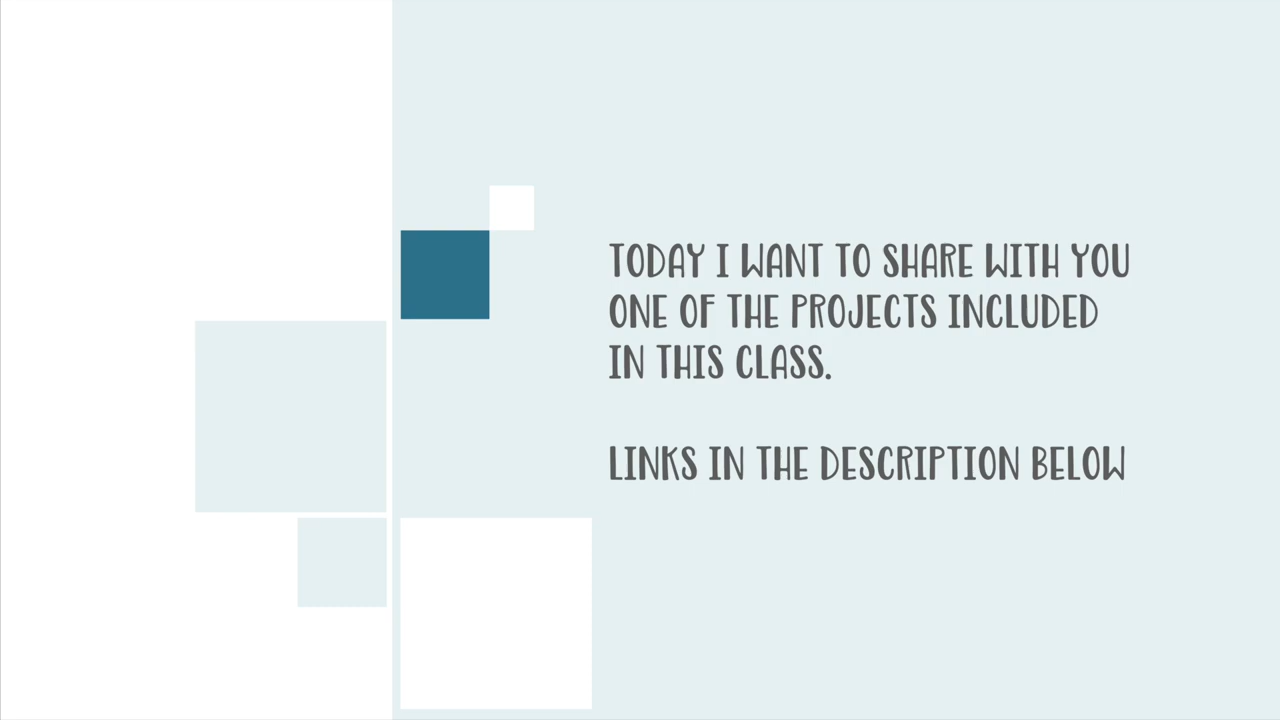 TODAY I WANT TO SHARE WITH YOU
ONE OF THE PROJECTS INCLUDED
IN THIS CLASS.
LINKS IN THE DESCRIPTION BELOW